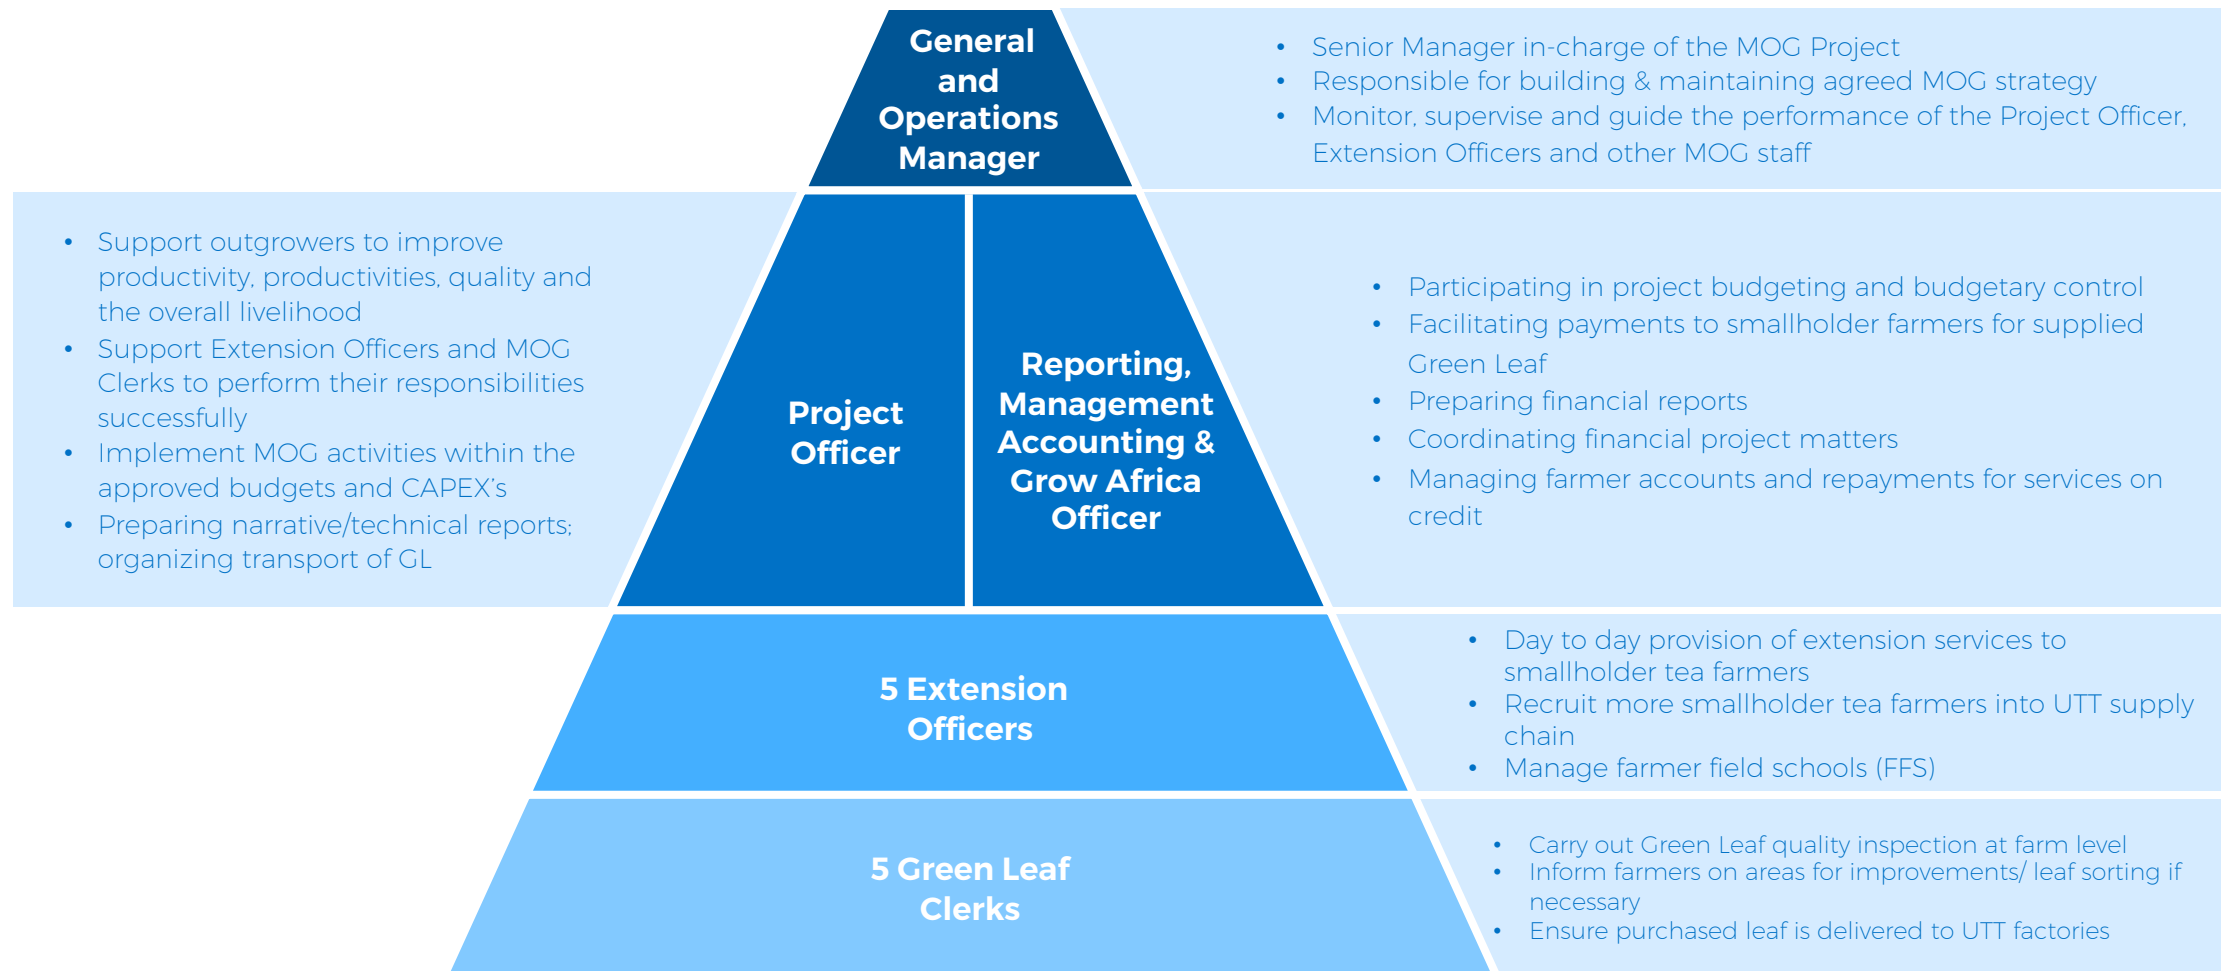 General
and
Operations
Manager
• Senior Manager in-charge of the MOG Project
• Responsible for building & maintaining agreed MOG strategy
• Monitor, supervise and guide the performance of the Project Officer,
Extension Officers and other MOG staff
• Support outgrowers to improve
productivity, productivities, quality and
the overall livelihood
• Support Extension Officers and MOG
Clerks to perform their responsibilities
successfully
• Implement MOG activities within the
approved budgets and CAPEX’s
• Preparing narrative/technical reports;
organizing transport of GL
Project
Officer
Reporting,
Management
Accounting &
Grow Africa
Officer
• Participating in project budgeting and budgetary control
• Facilitating payments to smallholder farmers for supplied
Green Leaf
• Preparing financial reports
• Coordinating financial project matters
• Managing farmer accounts and repayments for services on
credit
5 Extension
Officers
• Day to day provision of extension services to
smallholder tea farmers
• Recruit more smallholder tea farmers into UTT supply
chain
• Manage farmer field schools (FFS)
5 Green Leaf
Clerks
• Carry out Green Leaf quality inspection at farm level
• Inform farmers on areas for improvements/ leaf sorting if
necessary
• Ensure purchased leaf is delivered to UTT factories